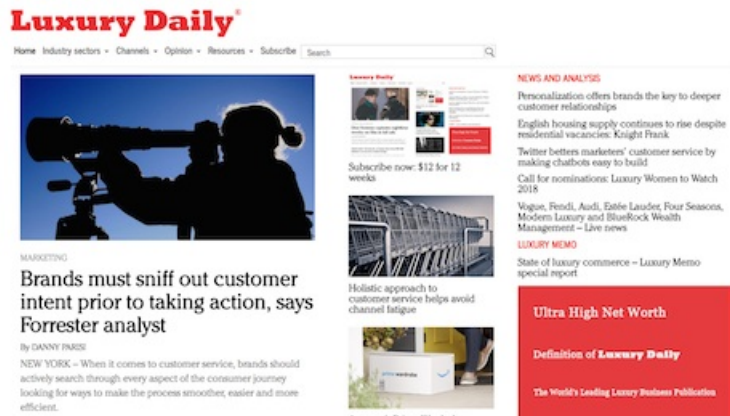 Luxury Daily®
Home Industry sectors Channels Opinion Resources Subscribe Search
MARKETING
Brands must sniff out customer
intent prior to taking action, says
Forrester analyst
By DANNY PARISI
NEW YORK – When it comes to customer service, brands should
actively search through every aspect of the consumer journey
looking for ways to make the process smoother, easier and more
efficient.
Luxury Daily
Subscribe now: $12 for 12
weeks
Holistic approach to
customer service helps avoid
channel fatigue
NEWS AND ANALYSIS
Personalization offers brands the key to deeper
customer relationships
English housing supply continues to rise despite
residential vacancies: Knight Frank
Twitter betters marketers' customer service by
making chatbots easy to build
Call for nominations: Luxury Women to Watch
2018
Vogue, Fendi, Audi, Estée Lauder, Four Seasons,
Modern Luxury and BlueRock Wealth
Management – Live news
LUXURY MEMO
State of luxury commerce – Luxury Memo
special report
Ultra High Net Worth
Definition of Luxury Daily
The World's Leading Luxury Business Publication